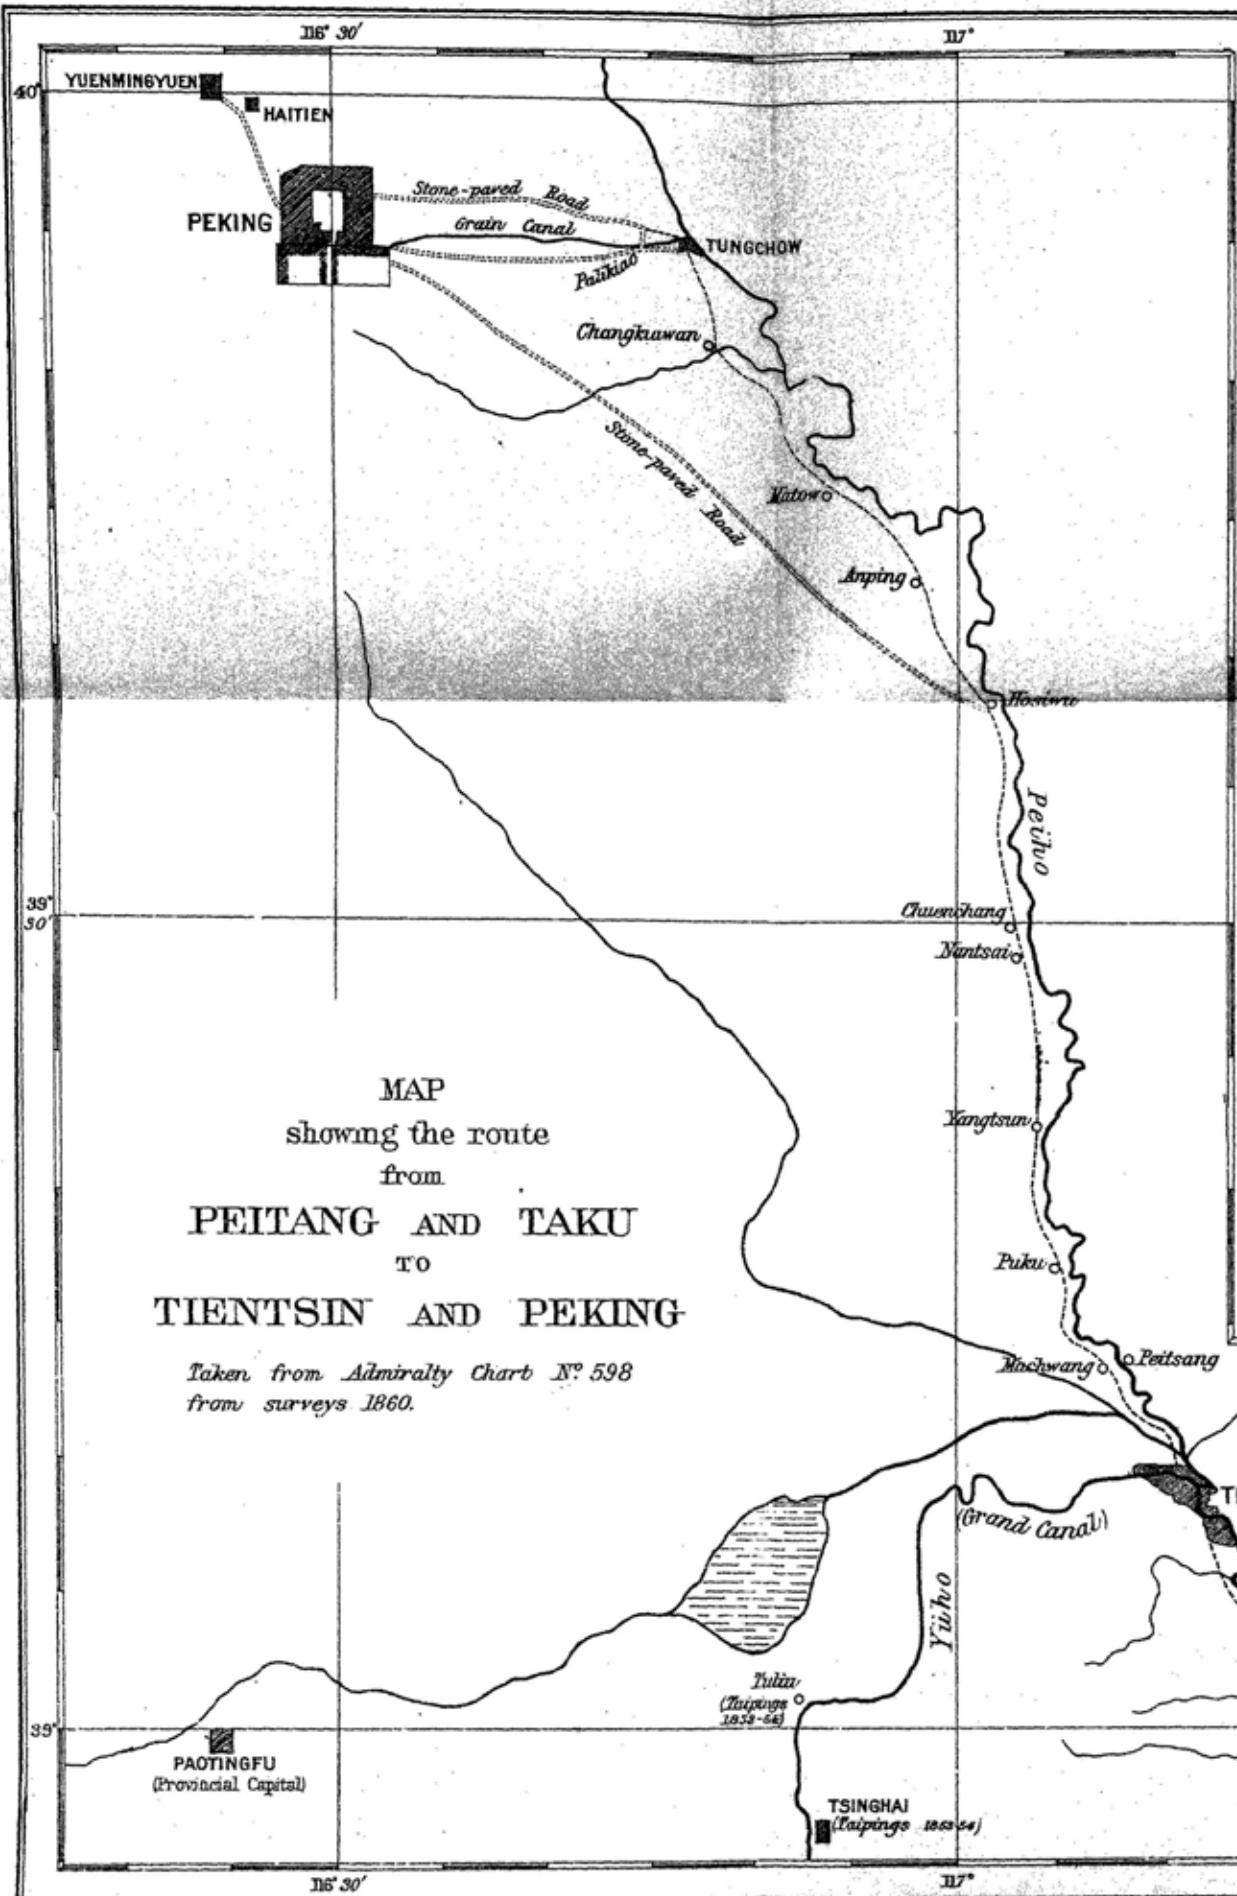 116° 30′
117°
YUENMINGYUEN
40°
HAITIEN
PEKING
Stone-paved Road
Grain Canal
TUNGCHOW
Palikiao
Changkiawan
Stone-paved Road
Matow
Anping
Hosiwu
Peiho
39°
30′
Chuenchang
Nantsai
Yangtsun
MAP
showing the route
from
PEITANG AND TAKU
TO
TIENTSIN AND PEKING
Taken from Admiralty Chart No. 598
from surveys 1860.
Puku
Machwang
Peitsang
(Grand Canal)
Yüho
Tuliu
(Taipings
1853-54)
39°
PAOTINGFU
(Provincial Capital)
TSINGHAI
(Taipings 1853-54)
116° 30′
117°